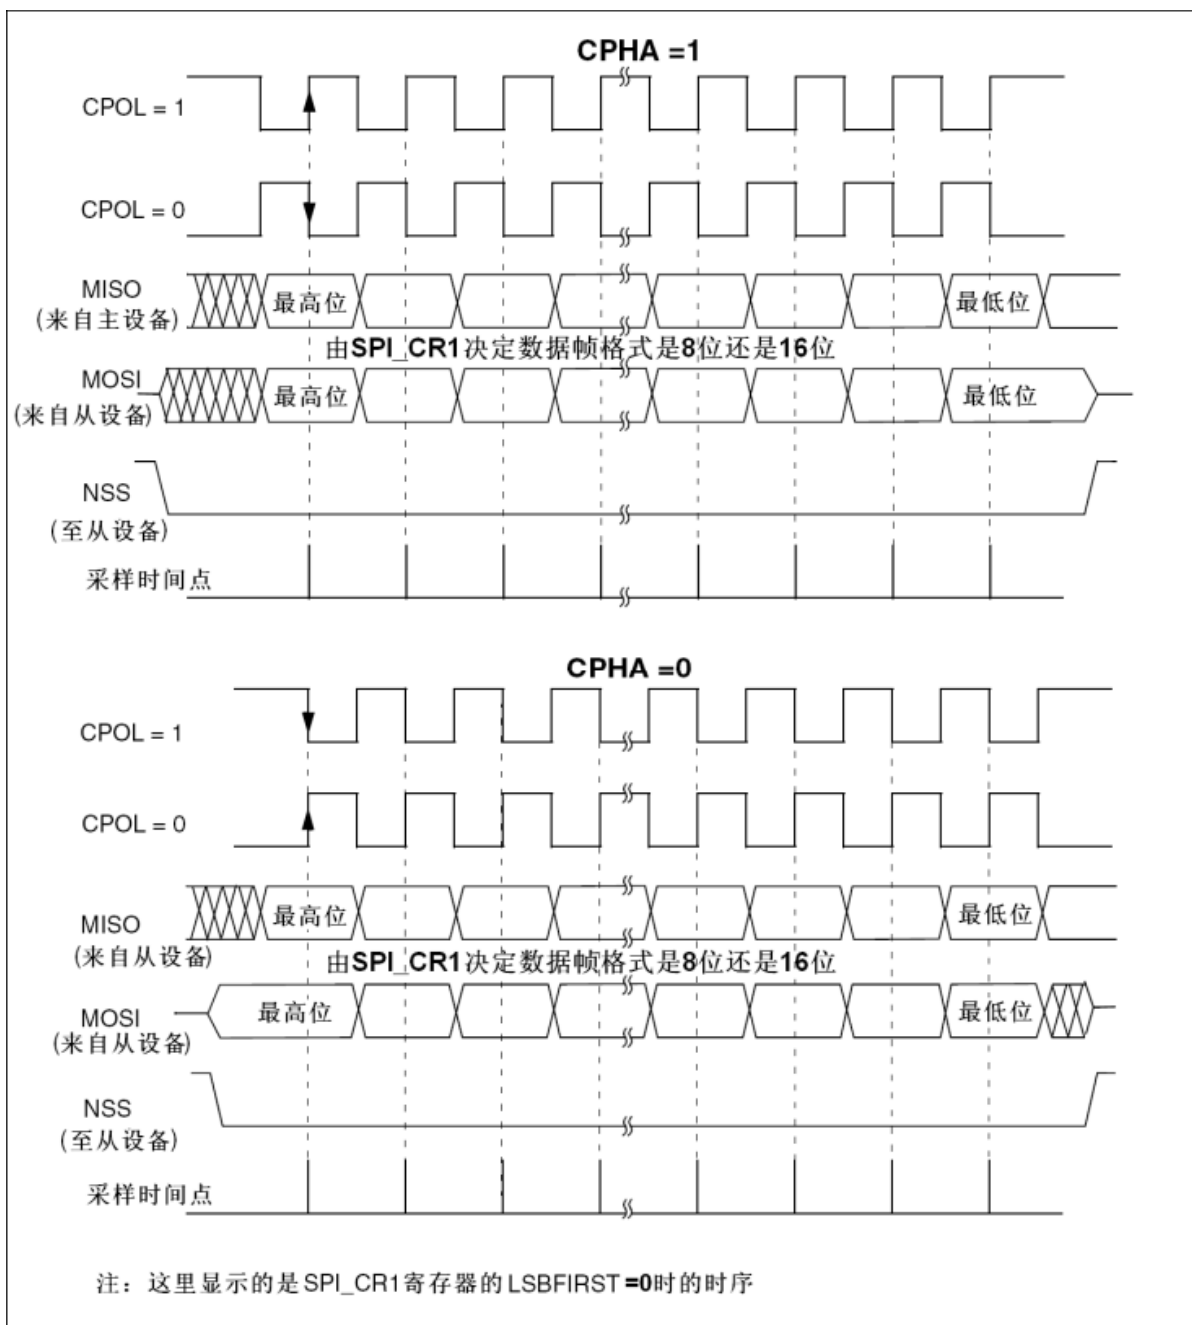 CPHA =1
CPOL = 1
CPOL = 0
MISO
(来自主设备)
最高位
最低位
由SPI_CR1决定数据帧格式是8位还是16位
MOSI
(来自从设备)
最高位
最低位
NSS
(至从设备)
采样时间点
CPHA =0
CPOL = 1
CPOL = 0
MISO
(来自从设备)
最高位
最低位
由SPI_CR1决定数据帧格式是8位还是16位
MOSI
(来自从设备)
最高位
最低位
NSS
(至从设备)
采样时间点
注：这里显示的是SPI_CR1寄存器的LSBFIRST=0时的时序